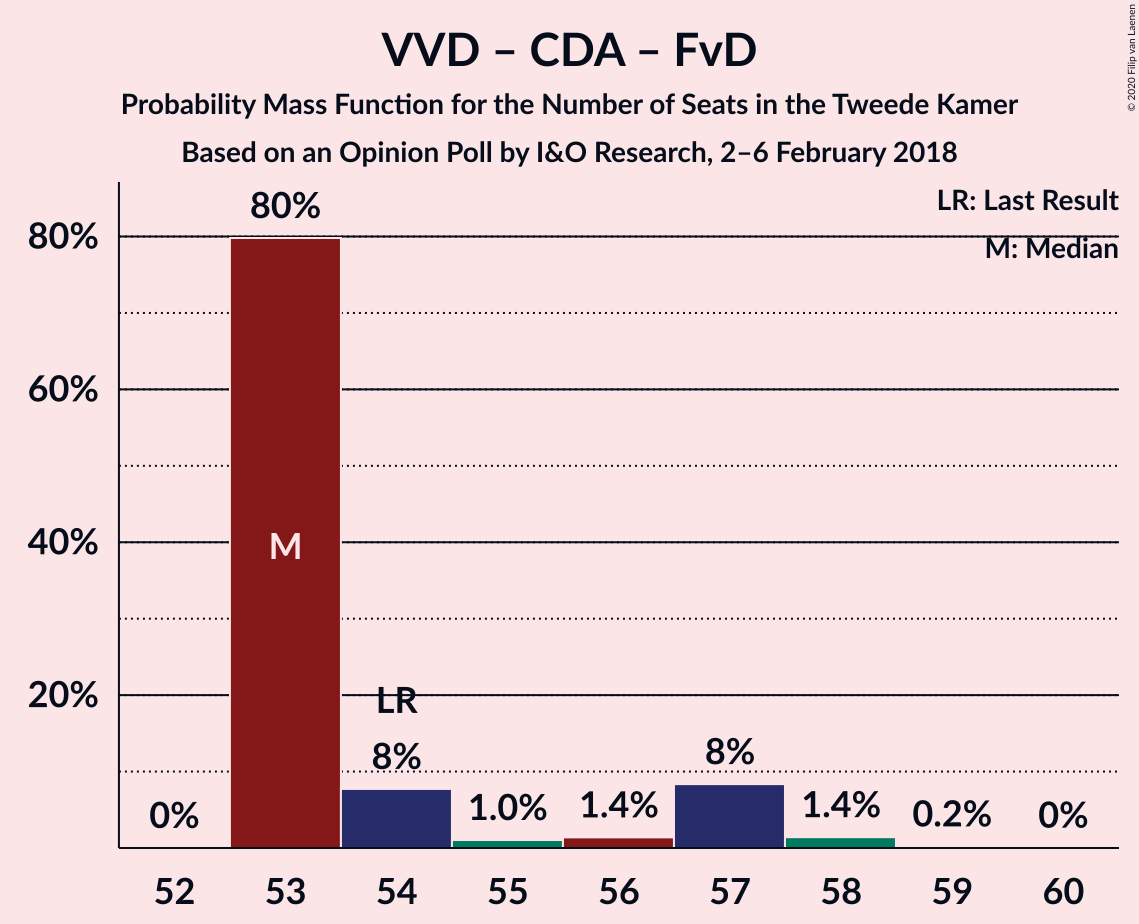 VVD – CDA – FvD
Probability Mass Function for the Number of Seats in the Tweede Kamer
Based on an Opinion Poll by I&O Research, 2–6 February 2018
© 2020 Filip van Laenen
LR: Last Result
M: Median
80%
60%
40%
20%
0%
80%
M
LR
8%
1.0%
1.4%
8%
1.4%
0.2%
0%
52 53 54 55 56 57 58 59 60